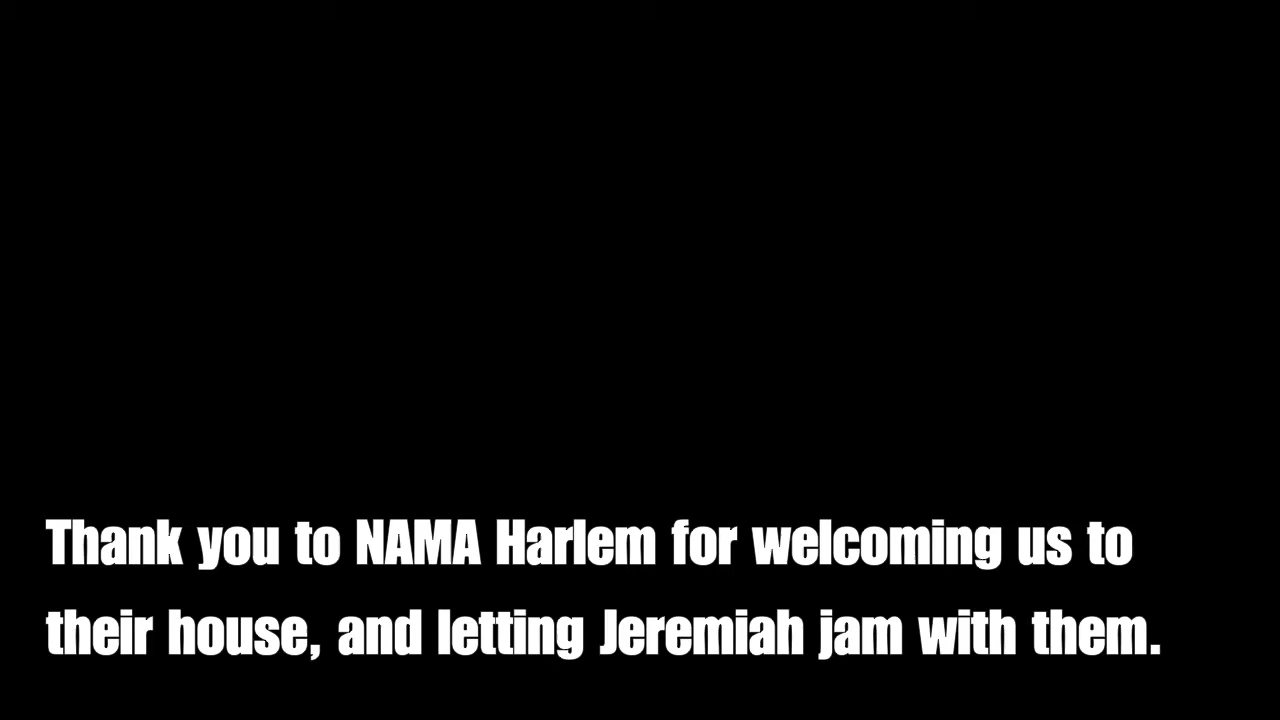 Thank you to NAMA Harlem for welcoming us to
their house, and letting Jeremiah jam with them.